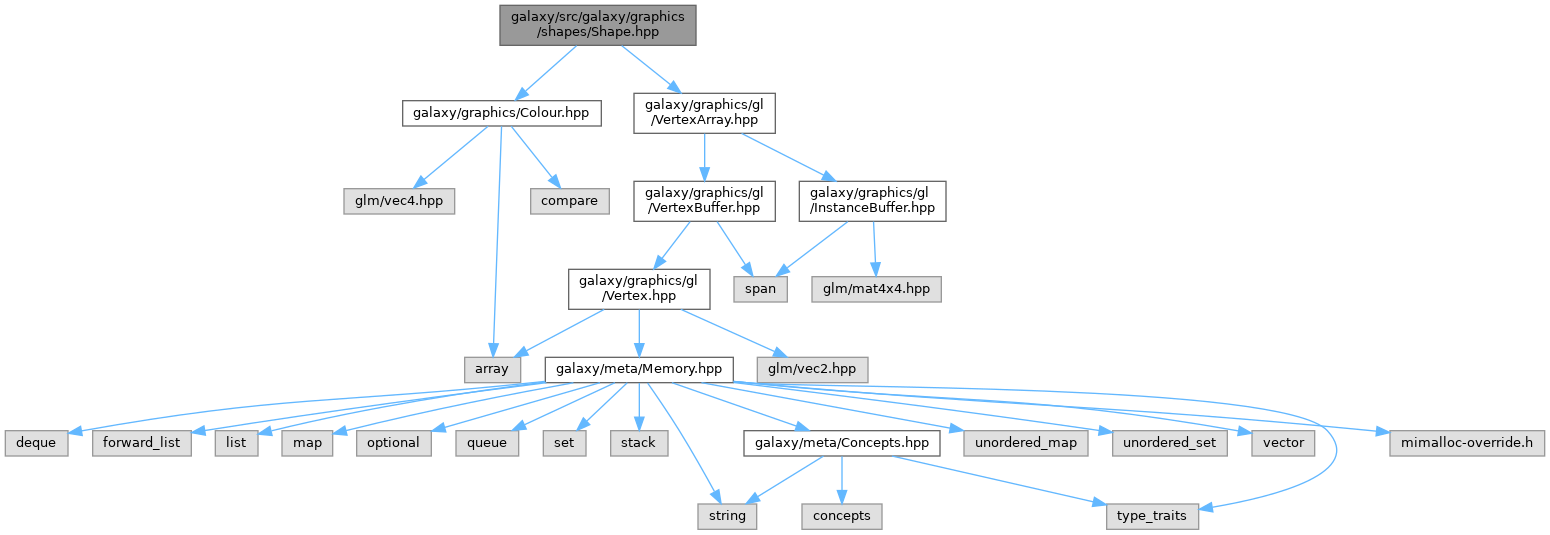 galaxy/src/galaxy/graphics
/shapes/Shape.hpp
galaxy/graphics/Colour.hpp
galaxy/graphics/gl
/VertexArray.hpp
glm/vec4.hpp
compare
galaxy/graphics/gl
/VertexBuffer.hpp
galaxy/graphics/gl
/InstanceBuffer.hpp
galaxy/graphics/gl
/Vertex.hpp
span
glm/mat4x4.hpp
array
galaxy/meta/Memory.hpp
glm/vec2.hpp
deque
forward_list
list
map
optional
queue
set
stack
galaxy/meta/Concepts.hpp
unordered_map
unordered_set
vector
mimalloc-override.h
string
concepts
type_traits